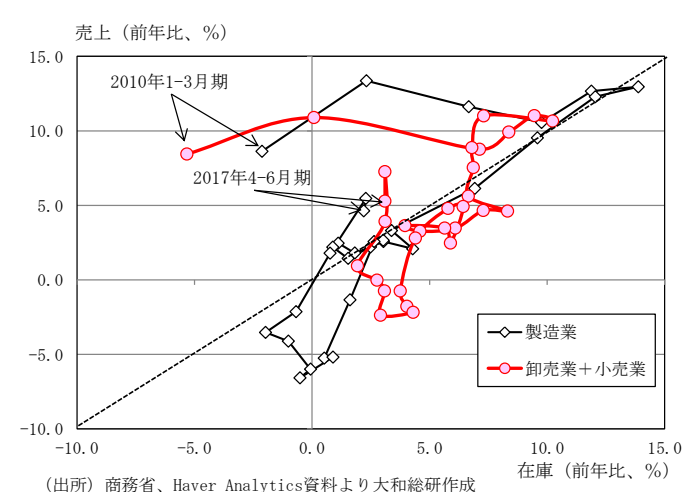 売上（前年比、%）
15.0
2010年1-3月期
10.0
2017年4-6月期
5.0
0.0
製造業
-5.0
卸売業＋小売業
-10.0
-10.0 -5.0 0.0 5.0 10.0 15.0
在庫（前年比、%）
（出所）商務省、Haver Analytics資料より大和総研作成